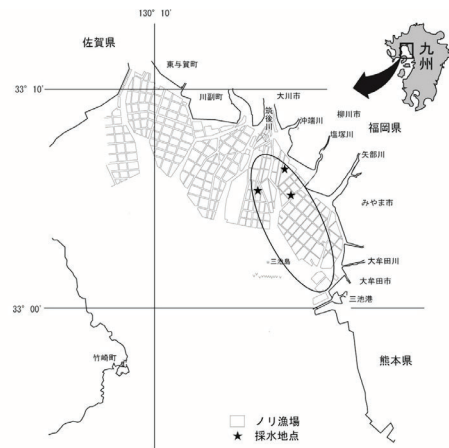 130° 10′
佐賀県
九州
東与賀町
33° 10′
川副町
大川市
筑後川
沖端川
柳川市
福岡県
塩塚川
矢部川
みやま市
三池島
大牟田川
大牟田市
三池港
33° 00′
竹崎町
熊本県
ノリ漁場
採水地点